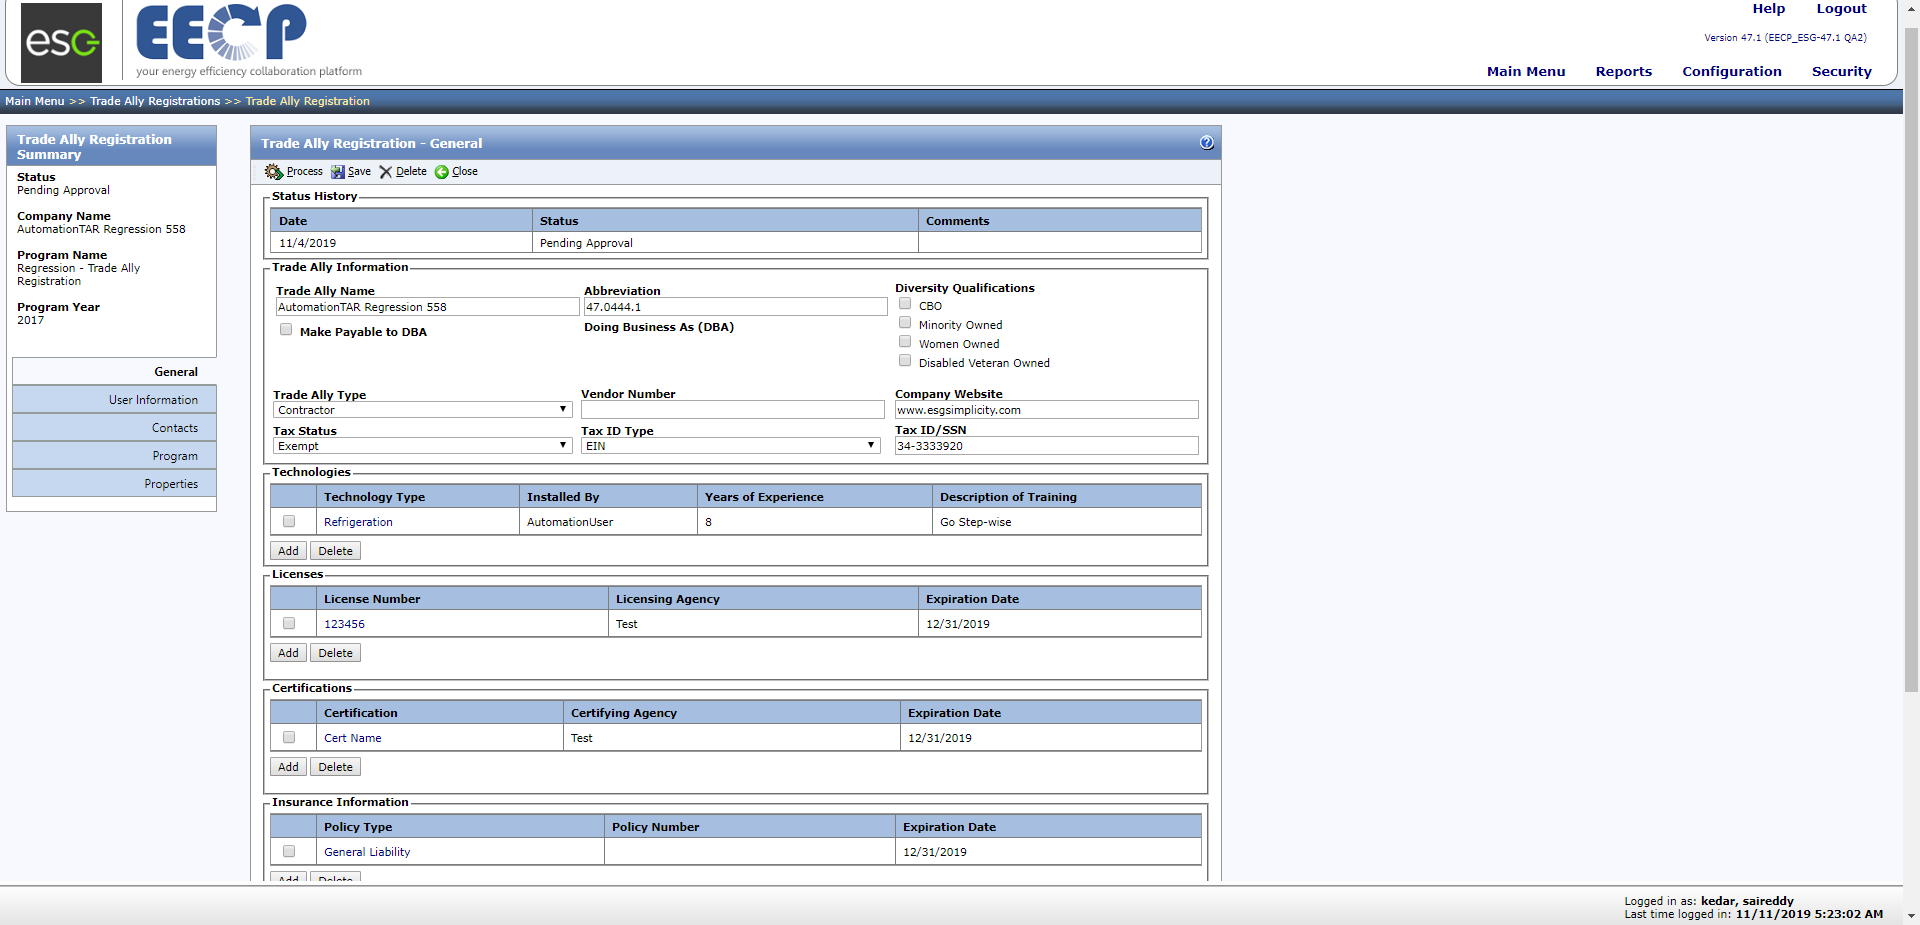 Help Logout
esg EECP
your energy efficiency collaboration platform
Version 47.1 (EECP_ESG-47.1 QA2)
Main Menu Reports Configuration Security
Main Menu >> Trade Ally Registrations >> Trade Ally Registration
Trade Ally Registration
Summary
Status
Pending Approval
Company Name
AutomationTAR Regression 558
Program Name
Regression - Trade Ally
Registration
Program Year
2017
General
User Information
Contacts
Program
Properties
Trade Ally Registration - General ?
Process Save Delete Close
Status History
Date Status Comments
11/4/2019 Pending Approval
Trade Ally Information
Trade Ally Name Abbreviation Diversity Qualifications
AutomationTAR Regression 558 47.0444.1 CBO
Make Payable to DBA Doing Business As (DBA) Minority Owned
Women Owned
Disabled Veteran Owned
Trade Ally Type Vendor Number Company Website
Contractor www.esgsimplicity.com
Tax Status Tax ID Type Tax ID/SSN
Exempt EIN 34-3333920
Technologies
Technology Type Installed By Years of Experience Description of Training
Refrigeration AutomationUser 8 Go Step-wise
Add Delete
Licenses
License Number Licensing Agency Expiration Date
123456 Test 12/31/2019
Add Delete
Certifications
Certification Certifying Agency Expiration Date
Cert Name Test 12/31/2019
Add Delete
Insurance Information
Policy Type Policy Number Expiration Date
General Liability 12/31/2019
Add Delete
Logged in as: kedar, saireddy
Last time logged in: 11/11/2019 5:23:02 AM